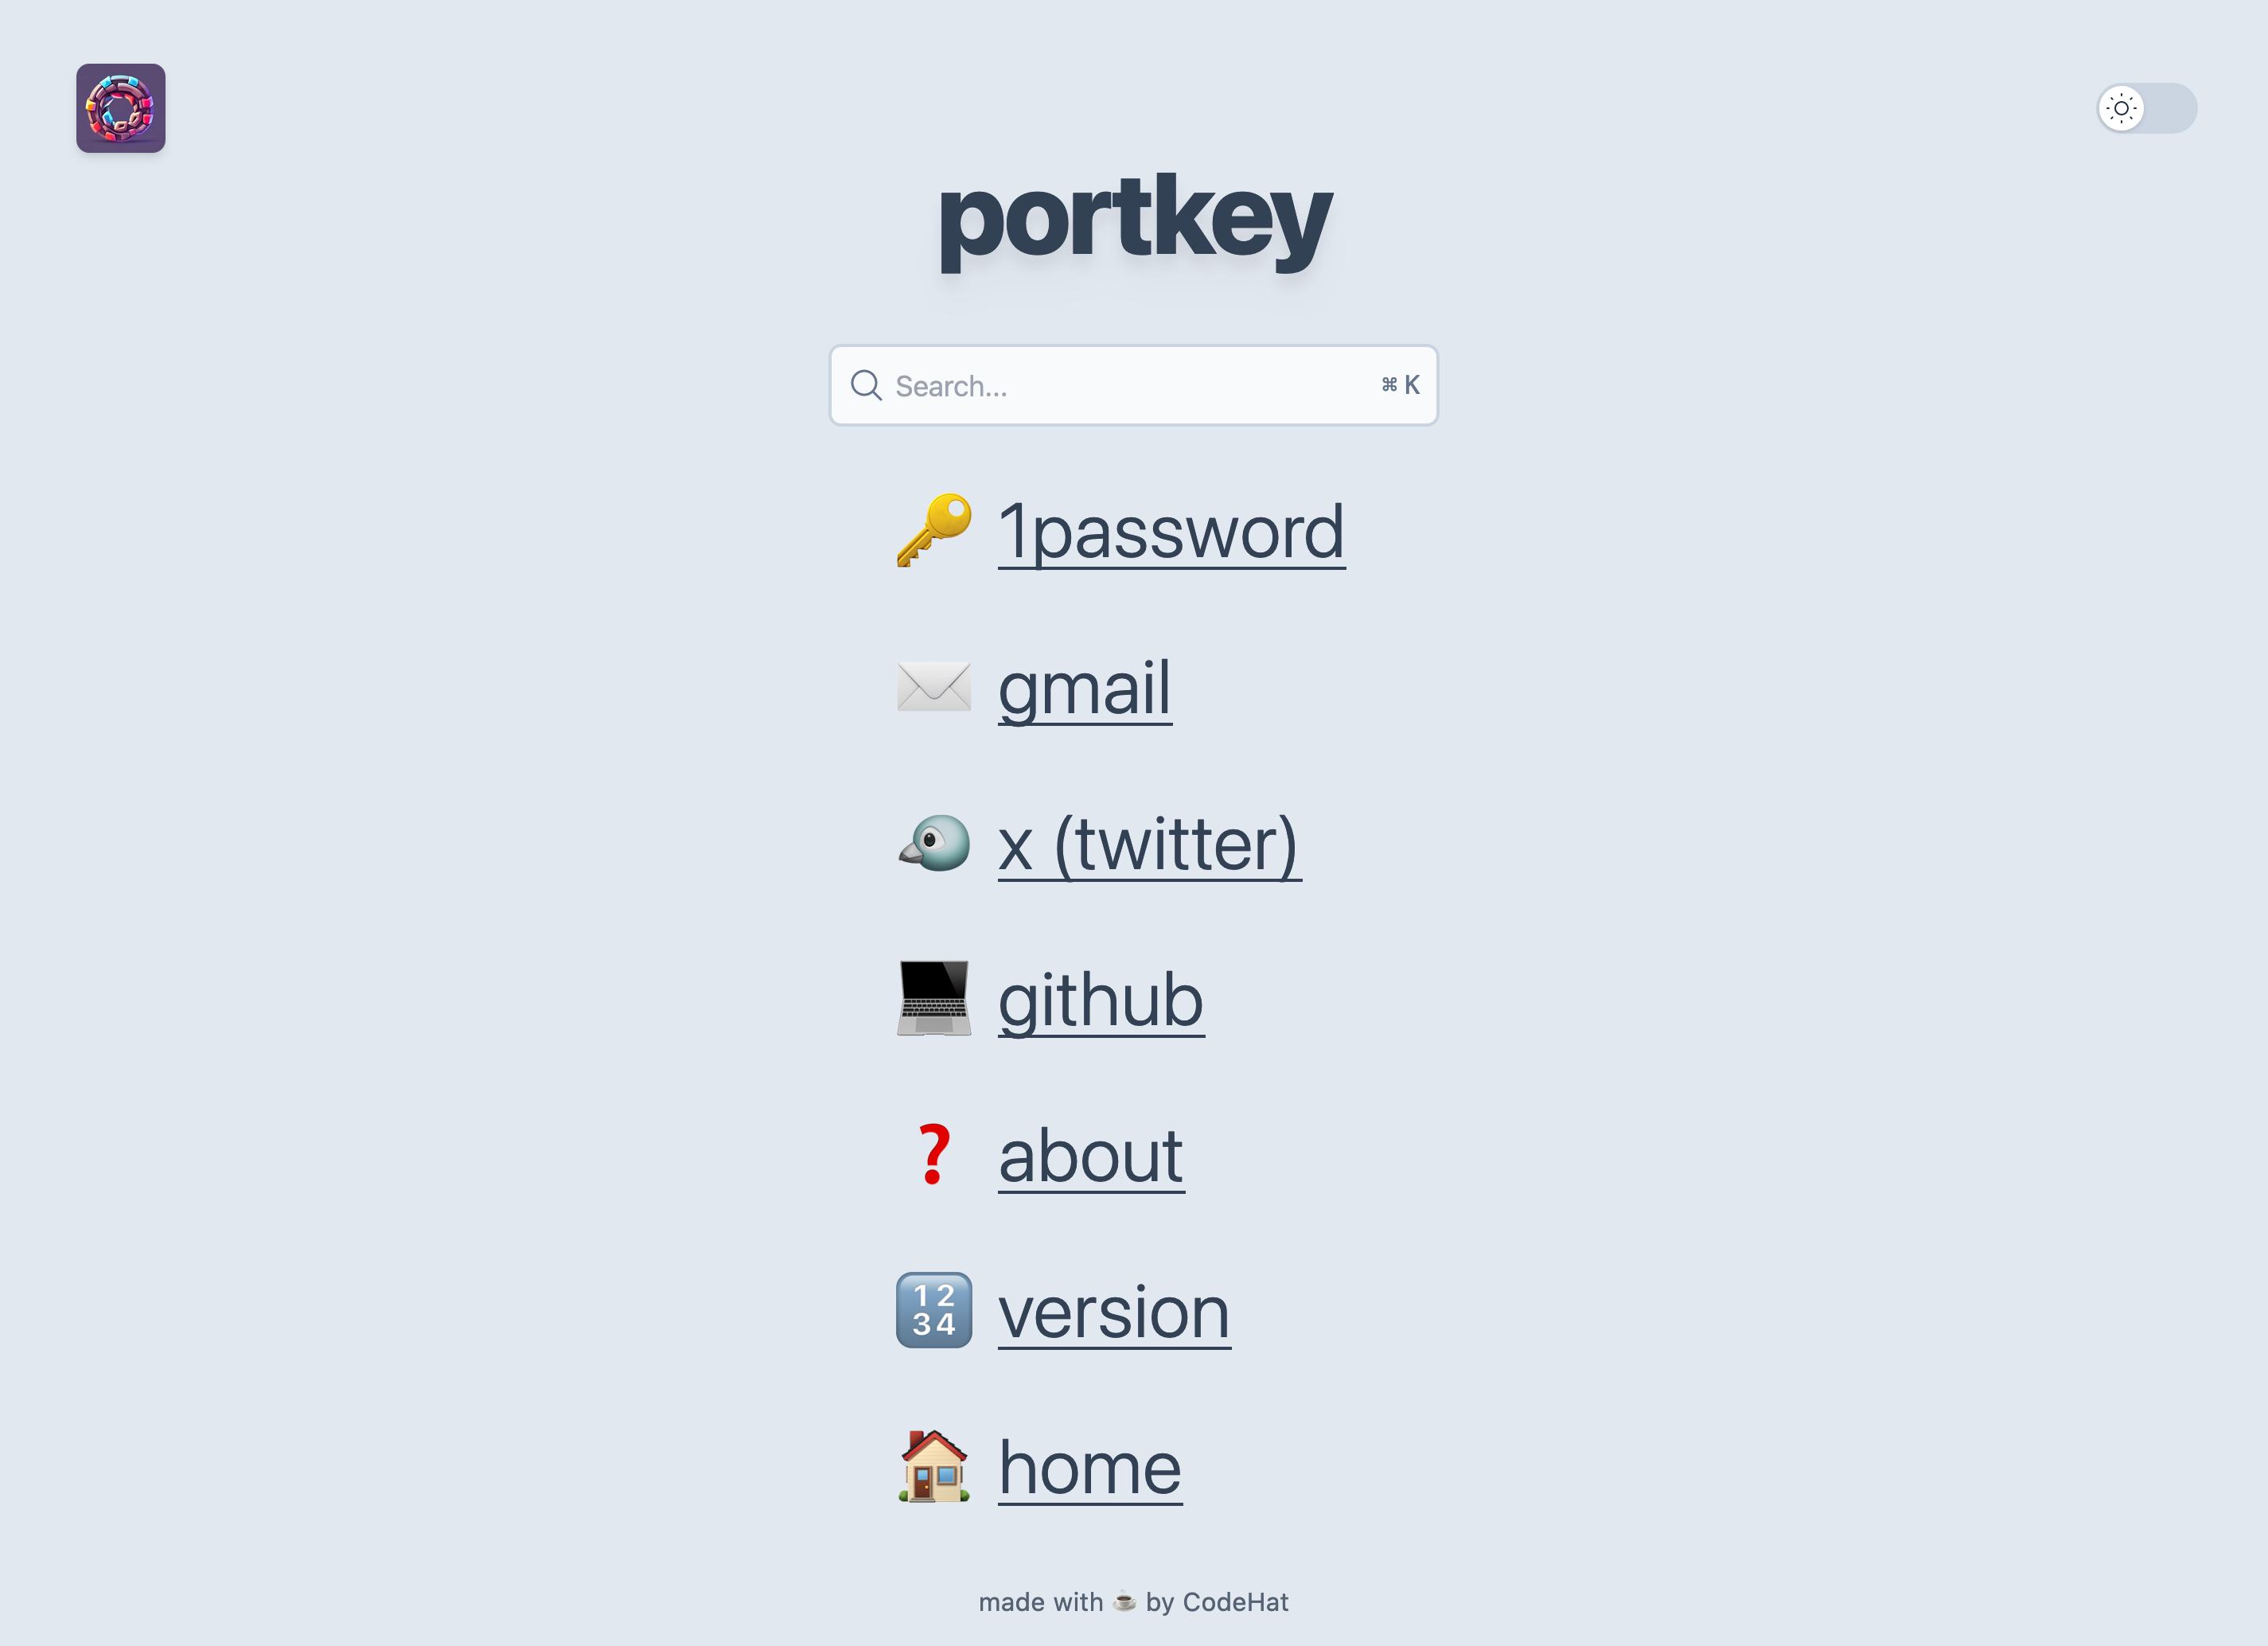 portkey
Search...
⌘ K
🔑 1password
✉️ gmail
🐦 x (twitter)
💻 github
❓ about
🔢 version
🏠 home
made with ☕ by CodeHat